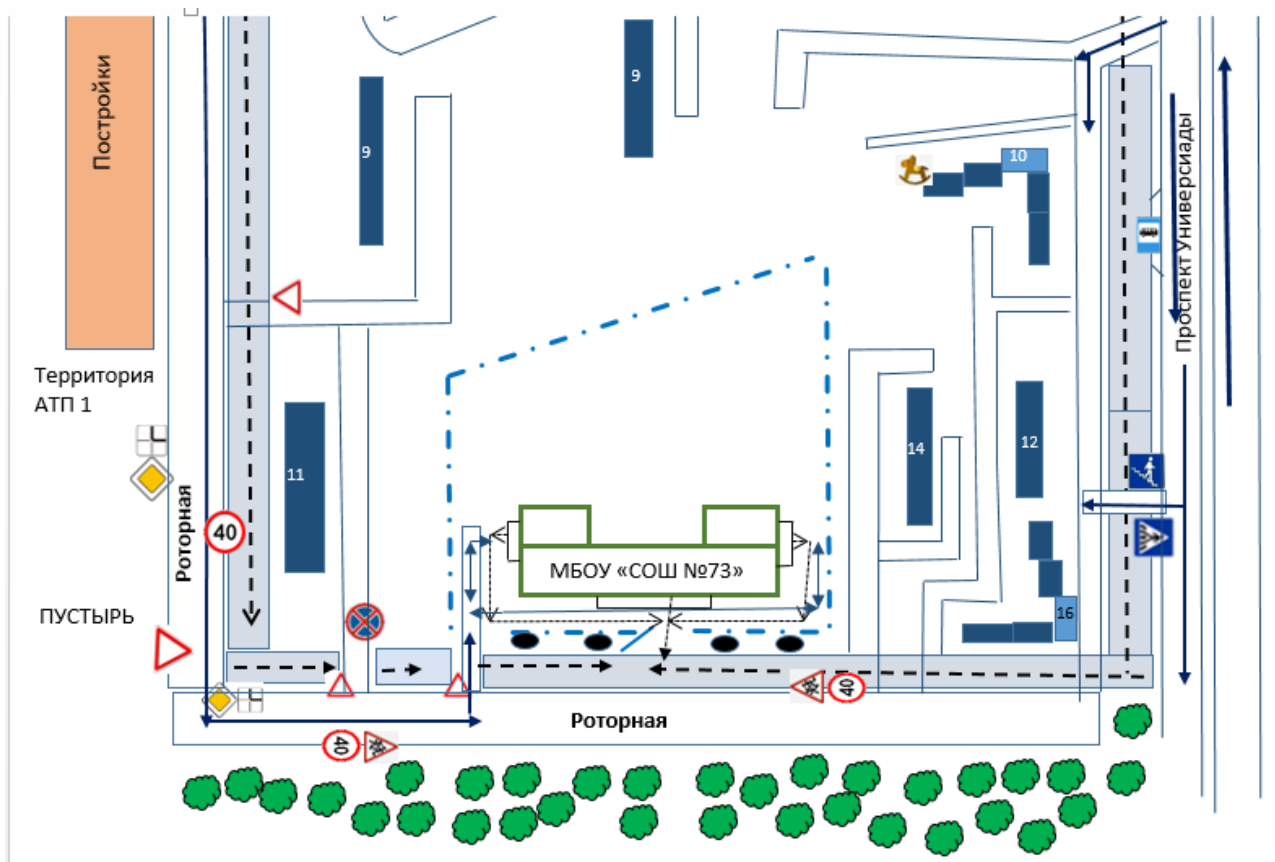 Постройки
9
9
10
Проспект Универсиады
Территория
АТП 1
11
14
12
40
Роторная
МБОУ «СОШ №73»
ПУСТЫРЬ
16
40
Роторная
40